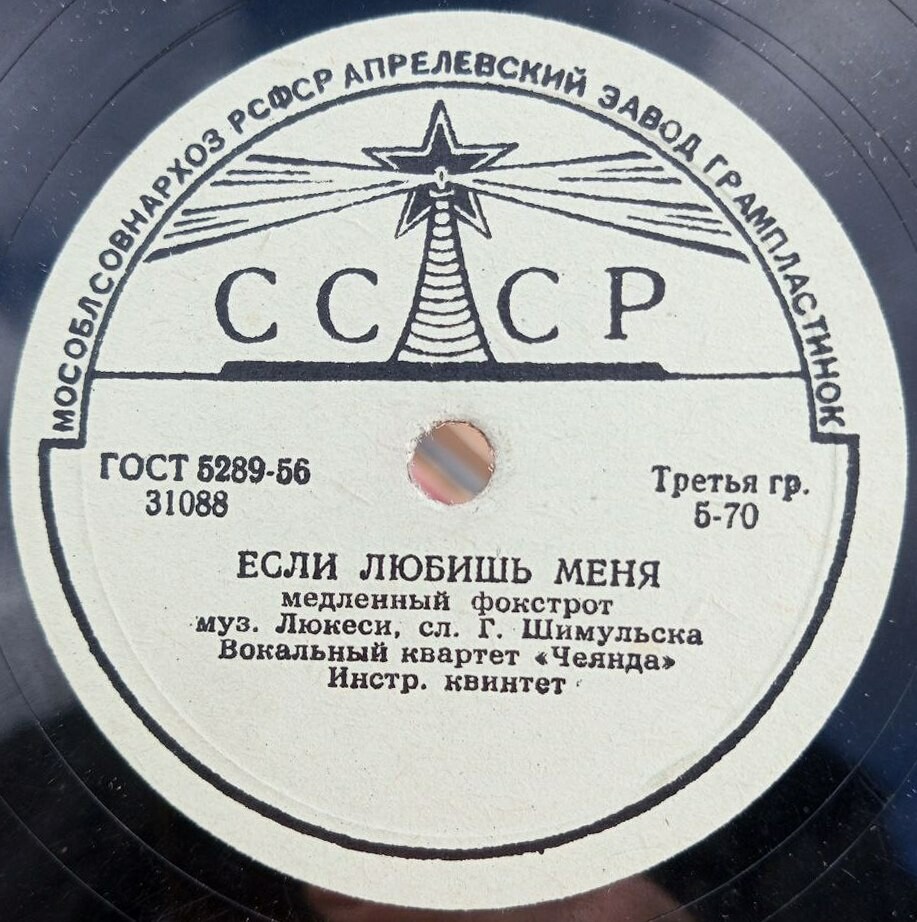 МОСОБЛСОВНАРХОЗ РСФСР АПРЕЛЕВСКИЙ ЗАВОД ГРАМПЛАСТИНОК
СССР
ГОСТ 5289-56
31088
Третья гр.
5-70
ЕСЛИ ЛЮБИШЬ МЕНЯ
медленный фокстрот
муз. Люкеси, сл. Г. Шимульска
Вокальный квартет «Чеянда»
Инстр. квинтет